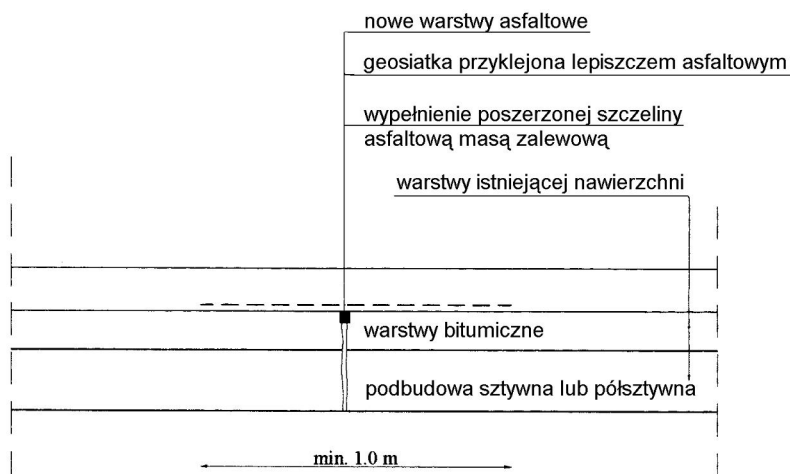 nowe warstwy asfaltowe
geosiatka przyklejona lepiszczem asfaltowym
wypełnienie poszerzonej szczeliny
asfaltową masą zalewową
warstwy istniejącej nawierzchni
warstwy bitumiczne
podbudowa sztywna lub półsztywna
min. 1.0 m